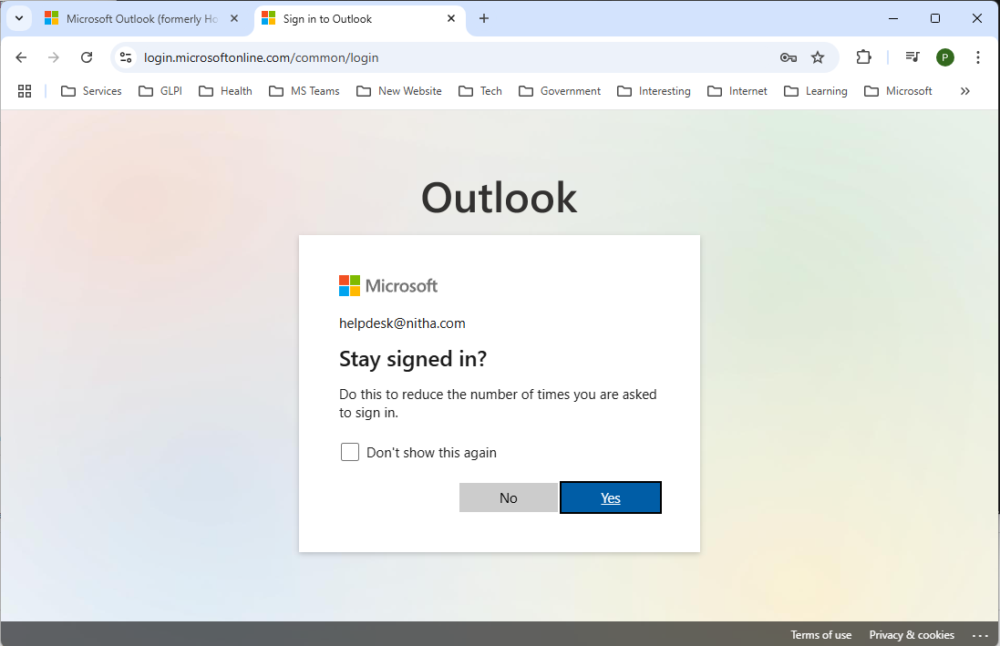 Microsoft Outlook (formerly Ho
Sign in to Outlook
login.microsoftonline.com/common/login
P
Services
GLPI
Health
MS Teams
New Website
Tech
Government
Interesting
Internet
Learning
Microsoft
Outlook
Microsoft
helpdesk@nitha.com
Stay signed in?
Do this to reduce the number of times you are asked
to sign in.
Don't show this again
No
Yes
Terms of use
Privacy & cookies